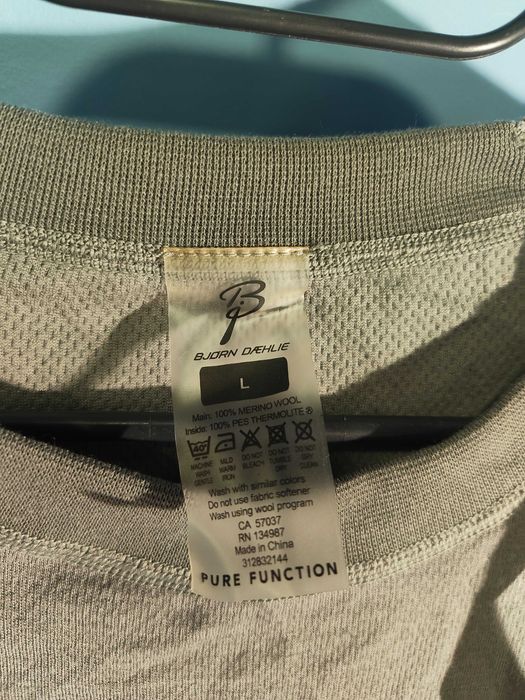 B
BJØRN DÆHLIE
L
Main: 100% MERINO WOOL
Inside: 100% PES THERMOLITE ®
40°
MACHINE WASH GENTLE
MILD WARM IRON
DO NOT BLEACH
DO NOT TUMBLE DRY
DO NOT DRY CLEAN
Wash with similar colors
Do not use fabric softener
Wash using wool program
CA 57037
RN 134987
Made in China
312832144
PURE FUNCTION